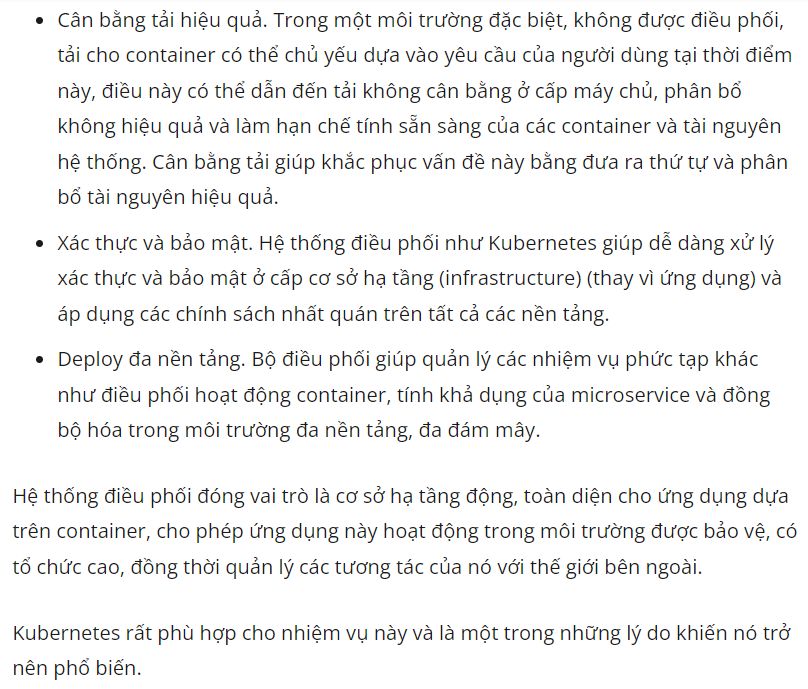 • Cân bằng tải hiệu quả. Trong một môi trường đặc biệt, không được điều phối,
tải cho container có thể chủ yếu dựa vào yêu cầu của người dùng tại thời điểm
này, điều này có thể dẫn đến tải không cân bằng ở cấp máy chủ, phân bổ
không hiệu quả và làm hạn chế tính sẵn sàng của các container và tài nguyên
hệ thống. Cân bằng tải giúp khắc phục vấn đề này bằng đưa ra thứ tự và phân
bổ tài nguyên hiệu quả.
• Xác thực và bảo mật. Hệ thống điều phối như Kubernetes giúp dễ dàng xử lý
xác thực và bảo mật ở cấp cơ sở hạ tầng (infrastructure) (thay vì ứng dụng) và
áp dụng các chính sách nhất quán trên tất cả các nền tảng.
• Deploy đa nền tảng. Bộ điều phối giúp quản lý các nhiệm vụ phức tạp khác
như điều phối hoạt động container, tính khả dụng của microservice và đồng
bộ hóa trong môi trường đa nền tảng, đa đám mây.
Hệ thống điều phối đóng vai trò là cơ sở hạ tầng động, toàn diện cho ứng dụng dựa
trên container, cho phép ứng dụng này hoạt động trong môi trường được bảo vệ, có
tổ chức cao, đồng thời quản lý các tương tác của nó với thế giới bên ngoài.
Kubernetes rất phù hợp cho nhiệm vụ này và là một trong những lý do khiến nó trở
nên phổ biến.